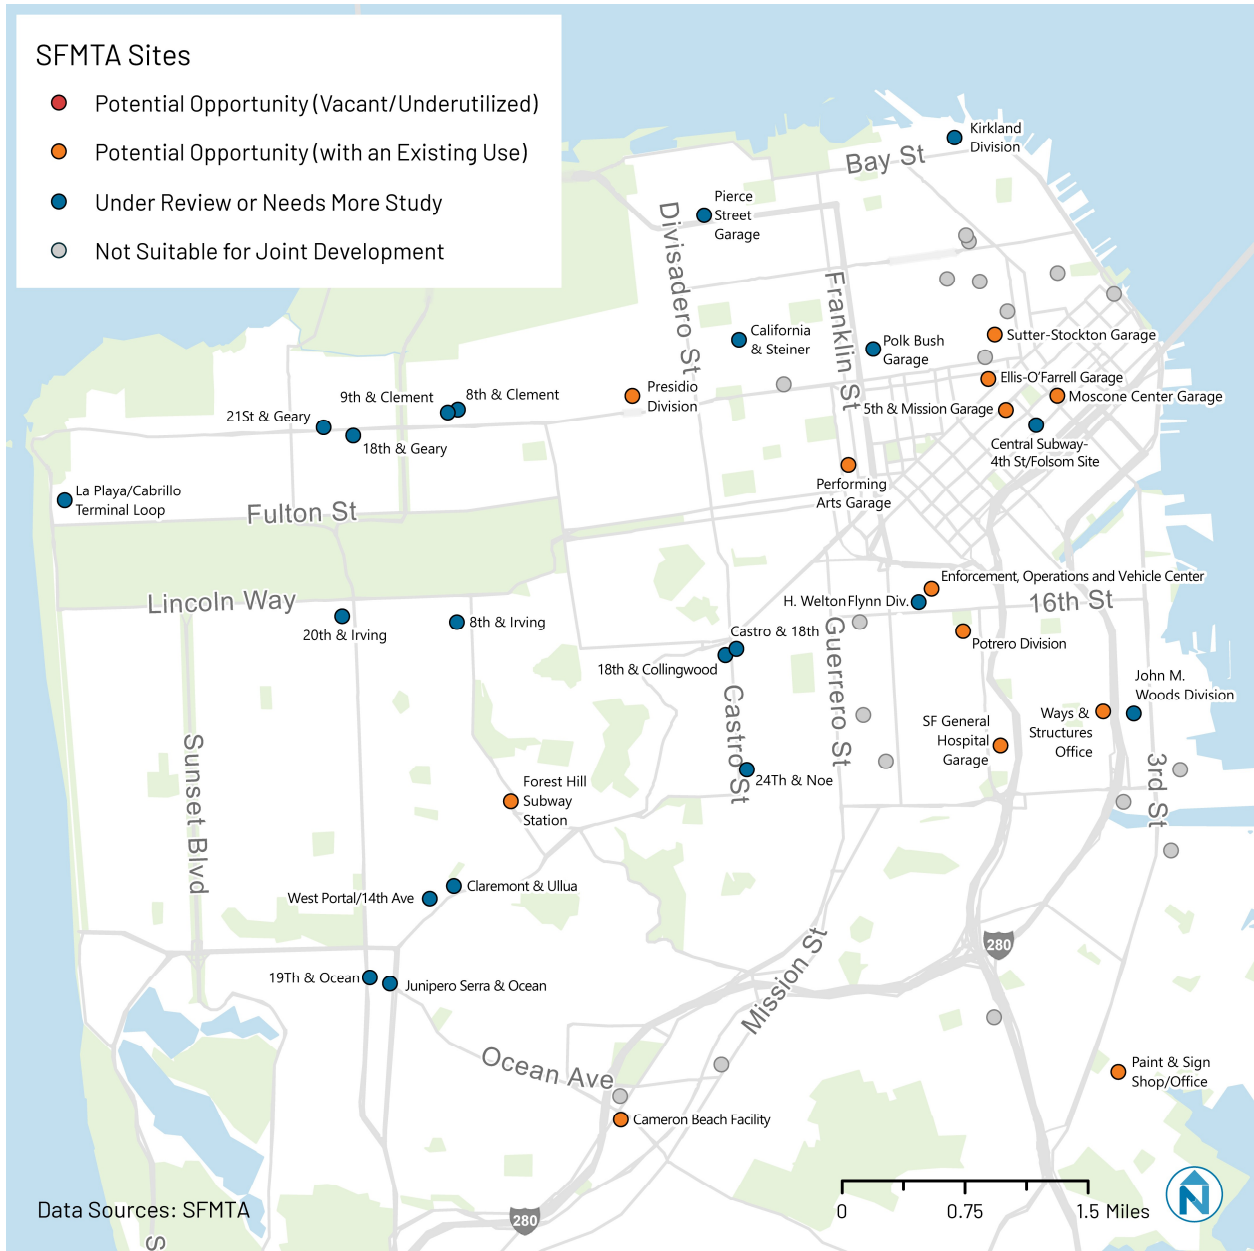 SFMTA Sites
Potential Opportunity (Vacant/Underutilized)
Potential Opportunity (with an Existing Use)
Under Review or Needs More Study
Not Suitable for Joint Development
Kirkland
Division
Bay St
Pierce
Street
Garage
Divisadero St
Franklin St
California
& Steiner
Polk Bush
Garage
Sutter-Stockton Garage
Ellis-O'Farrell Garage
Moscone Center Garage
5th & Mission Garage
Central Subway-
4th St/Folsom Site
Presidio
Division
9th & Clement
8th & Clement
21St & Geary
18th & Geary
Performing
Arts Garage
La Playa/Cabrillo
Terminal Loop
Fulton St
Lincoln Way
20th & Irving
8th & Irving
Enforcement, Operations and Vehicle Center
H. Welton Flynn Div.
16th St
Castro & 18th
18th & Collingwood
Potrero Division
Guerrero St
Castro St
John M.
Woods Division
Ways &
Structures
Office
SF General
Hospital
Garage
24Th & Noe
3rd St
Sunset Blvd
Forest Hill
Subway
Station
Claremont & Ullua
West Portal/14th Ave
19Th & Ocean
Junipero Serra & Ocean
280
Mission St
Ocean Ave
Cameron Beach Facility
Paint & Sign
Shop/Office
Data Sources: SFMTA
280
0 0.75 1.5 Miles
N
S